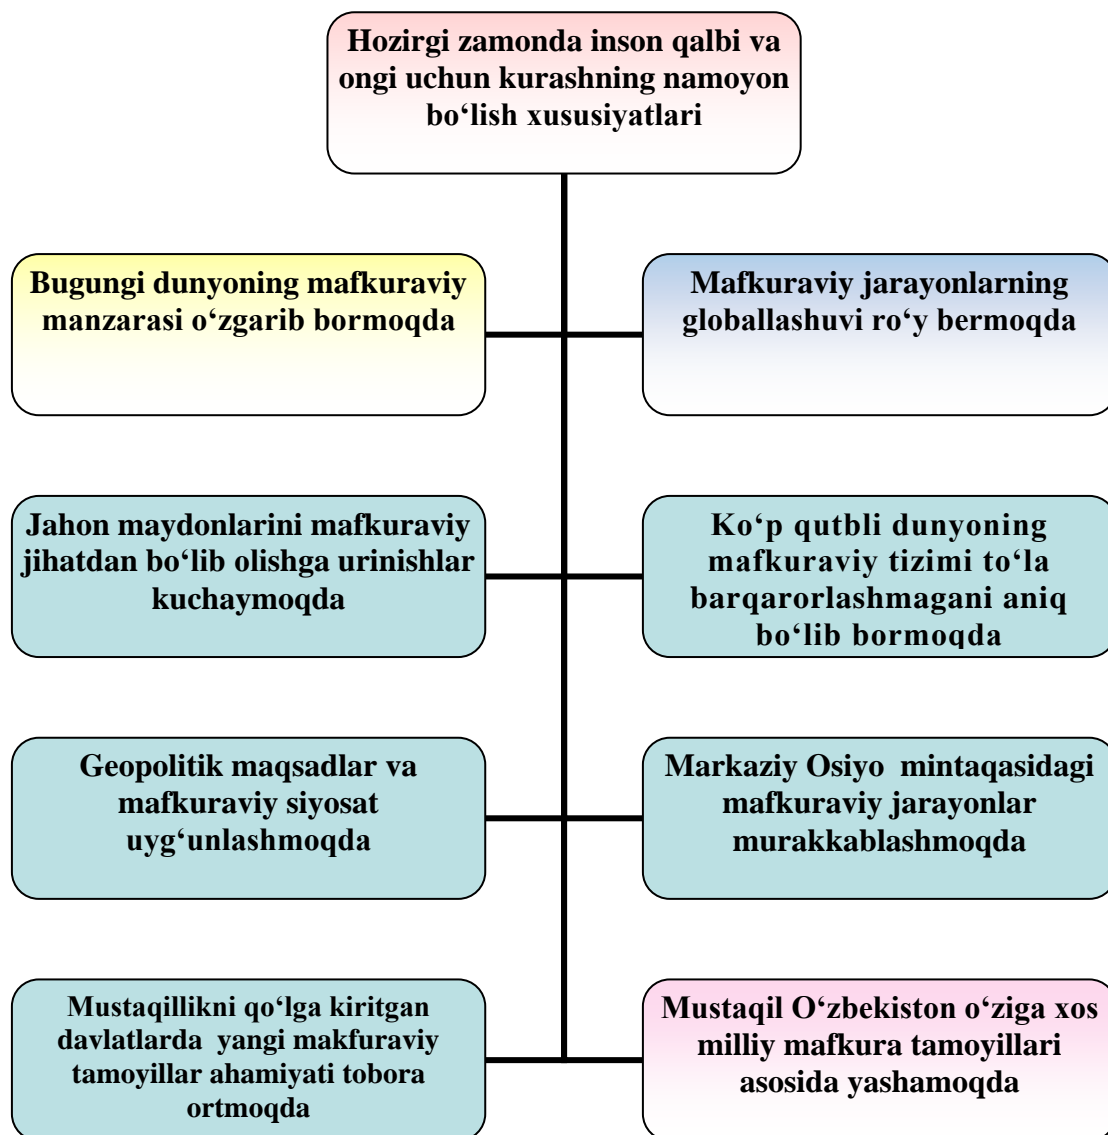 Hozirgi zamonda inson qalbi va
ongi uchun kurashning namoyon
bo‘lish xususiyatlari
Bugungi dunyoning mafkuraviy
manzarasi o‘zgarib bormoqda
Mafkuraviy jarayonlarning
globallashuvi ro‘y bermoqda
Jahon maydonlarini mafkuraviy
jihatdan bo‘lib olishga urinishlar
kuchaymoqda
Ko‘p qutbli dunyoning
mafkuraviy tizimi to‘la
barqarorlashmagani aniq
bo‘lib bormoqda
Geopolitik maqsadlar va
mafkuraviy siyosat
uyg‘unlashmoqda
Markaziy Osiyo mintaqasidagi
mafkuraviy jarayonlar
murakkablashmoqda
Mustaqillikni qo‘lga kiritgan
davlatlarda yangi makfuraviy
tamoyillar ahamiyati tobora
ortmoqda
Mustaqil O‘zbekiston o‘ziga xos
milliy mafkura tamoyillari
asosida yashamoqda